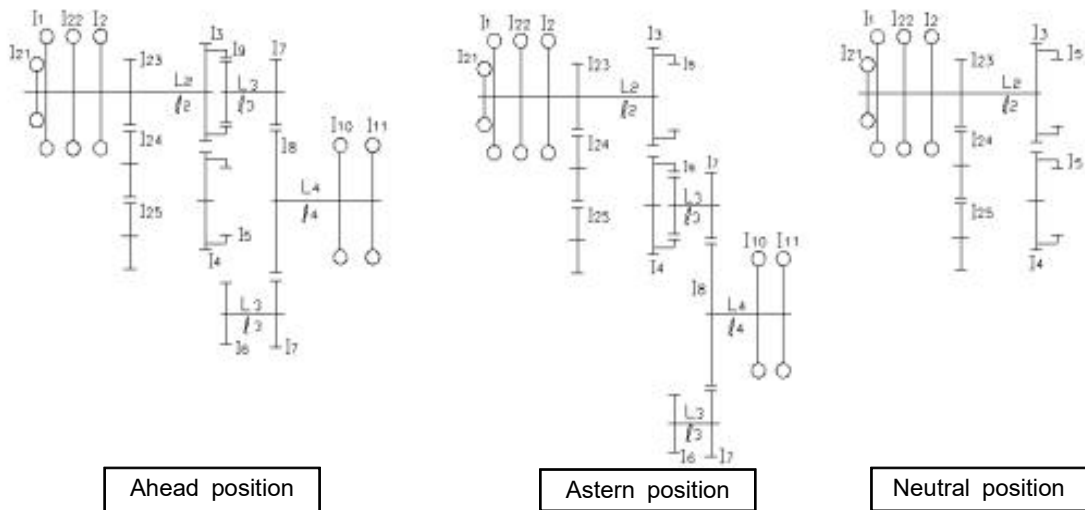 I1 I22 I2
I3
I7
I21
I23
L2
ℓ2
L3
ℓ3
I24
I8
I10 I11
L4
ℓ4
I25
I5
I4
L3
ℓ3
I6 I7
Ahead position
I1 I22 I2
I3
I21
I23
L2
ℓ2
I24
I7
L3
ℓ3
I25
I4
I10 I11
I8
L4
ℓ4
L3
ℓ3
I6 I7
Astern position
I1 I22 I2
I3
I5
I21
I23
L2
ℓ2
I24
I5
I25
I4
Neutral position